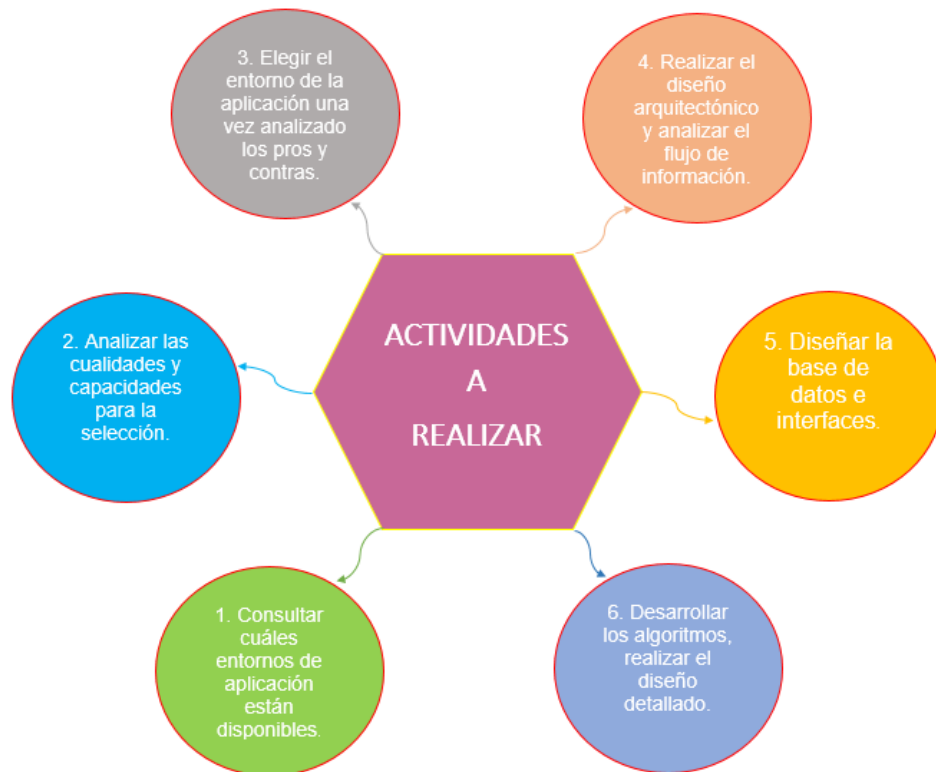 3. Elegir el
entorno de la
aplicación una
vez analizado
los pros y
contras.
4. Realizar el
diseño
arquitectónico
y analizar el
flujo de
información.
2. Analizar las
cualidades y
capacidades
para la
selección.
ACTIVIDADES
A
REALIZAR
5. Diseñar la
base de
datos e
interfaces.
1. Consultar
cuáles
entornos de
aplicación
están
disponibles.
6. Desarrollar
los algoritmos,
realizar el
diseño
detallado.